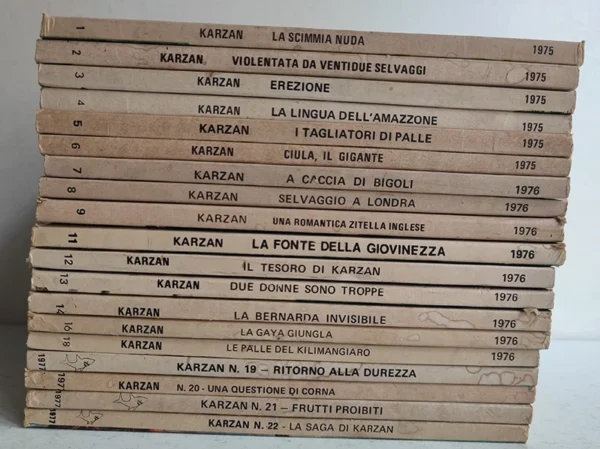 1 KARZAN LA SCIMMIA NUDA 1975
2 KARZAN VIOLENTATA DA VENTIDUE SELVAGGI 1975
3 KARZAN EREZIONE 1975
4 KARZAN LA LINGUA DELL'AMAZZONE 1975
5 KARZAN I TAGLIATORI DI PALLE 1975
6 KARZAN CIULA, IL GIGANTE 1975
7 KARZAN A CACCIA DI BIGOLI 1976
8 KARZAN SELVAGGIO A LONDRA 1976
9 KARZAN UNA ROMANTICA ZITELLA INGLESE 1976
11 KARZAN LA FONTE DELLA GIOVINEZZA 1976
12 KARZAN IL TESORO DI KARZAN 1976
13 KARZAN DUE DONNE SONO TROPPE 1976
14 KARZAN LA BERNARDA INVISIBILE 1976
16 KARZAN LA GAYA GIUNGLA 1976
18 KARZAN LE PALLE DEL KILIMANGIARO 1976
1977 KARZAN N. 19 – RITORNO ALLA DUREZZA
1977 KARZAN N. 20 - UNA QUESTIONE DI CORNA
1977 KARZAN N. 21 – FRUTTI PROIBITI
1977 KARZAN N. 22 - LA SAGA DI KARZAN